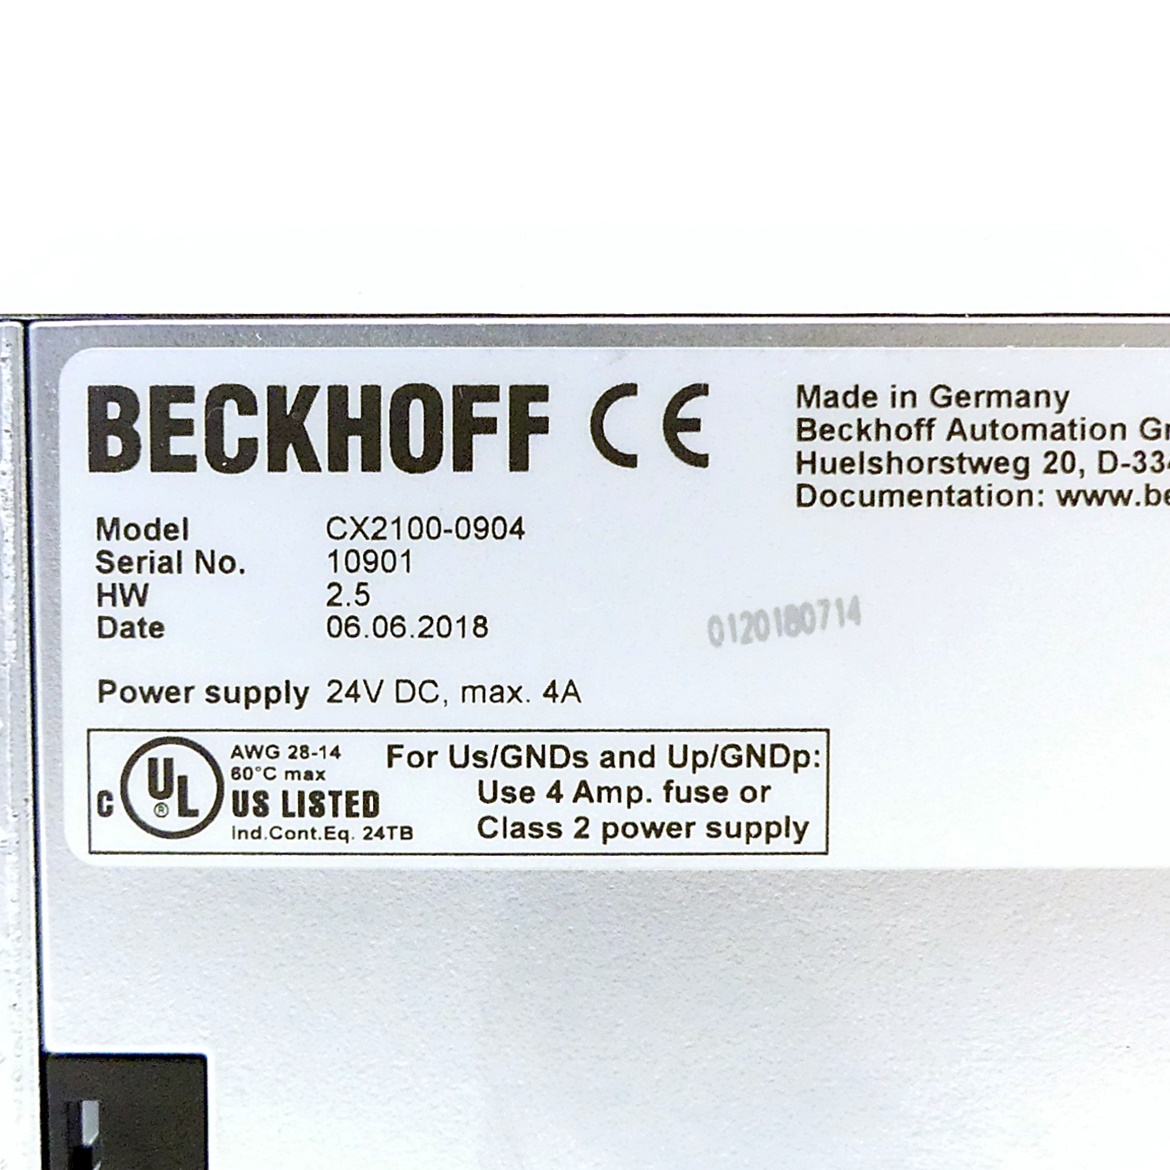 BECKHOFF CE
Made in Germany
Beckhoff Automation
Huelshorstweg 20,
Documentation:
Model CX2100-0904
Serial No. 10901
HW 2.5
Date 06.06.2018
0120180714
Power supply 24V DC, max. 4A
C UL ® US LISTED
AWG 28-14
60°C max
Ind.Cont.Eq. 24TB
For Us/GNDs and Up/GNDp:
Use 4 Amp. fuse or
Class 2 power supply